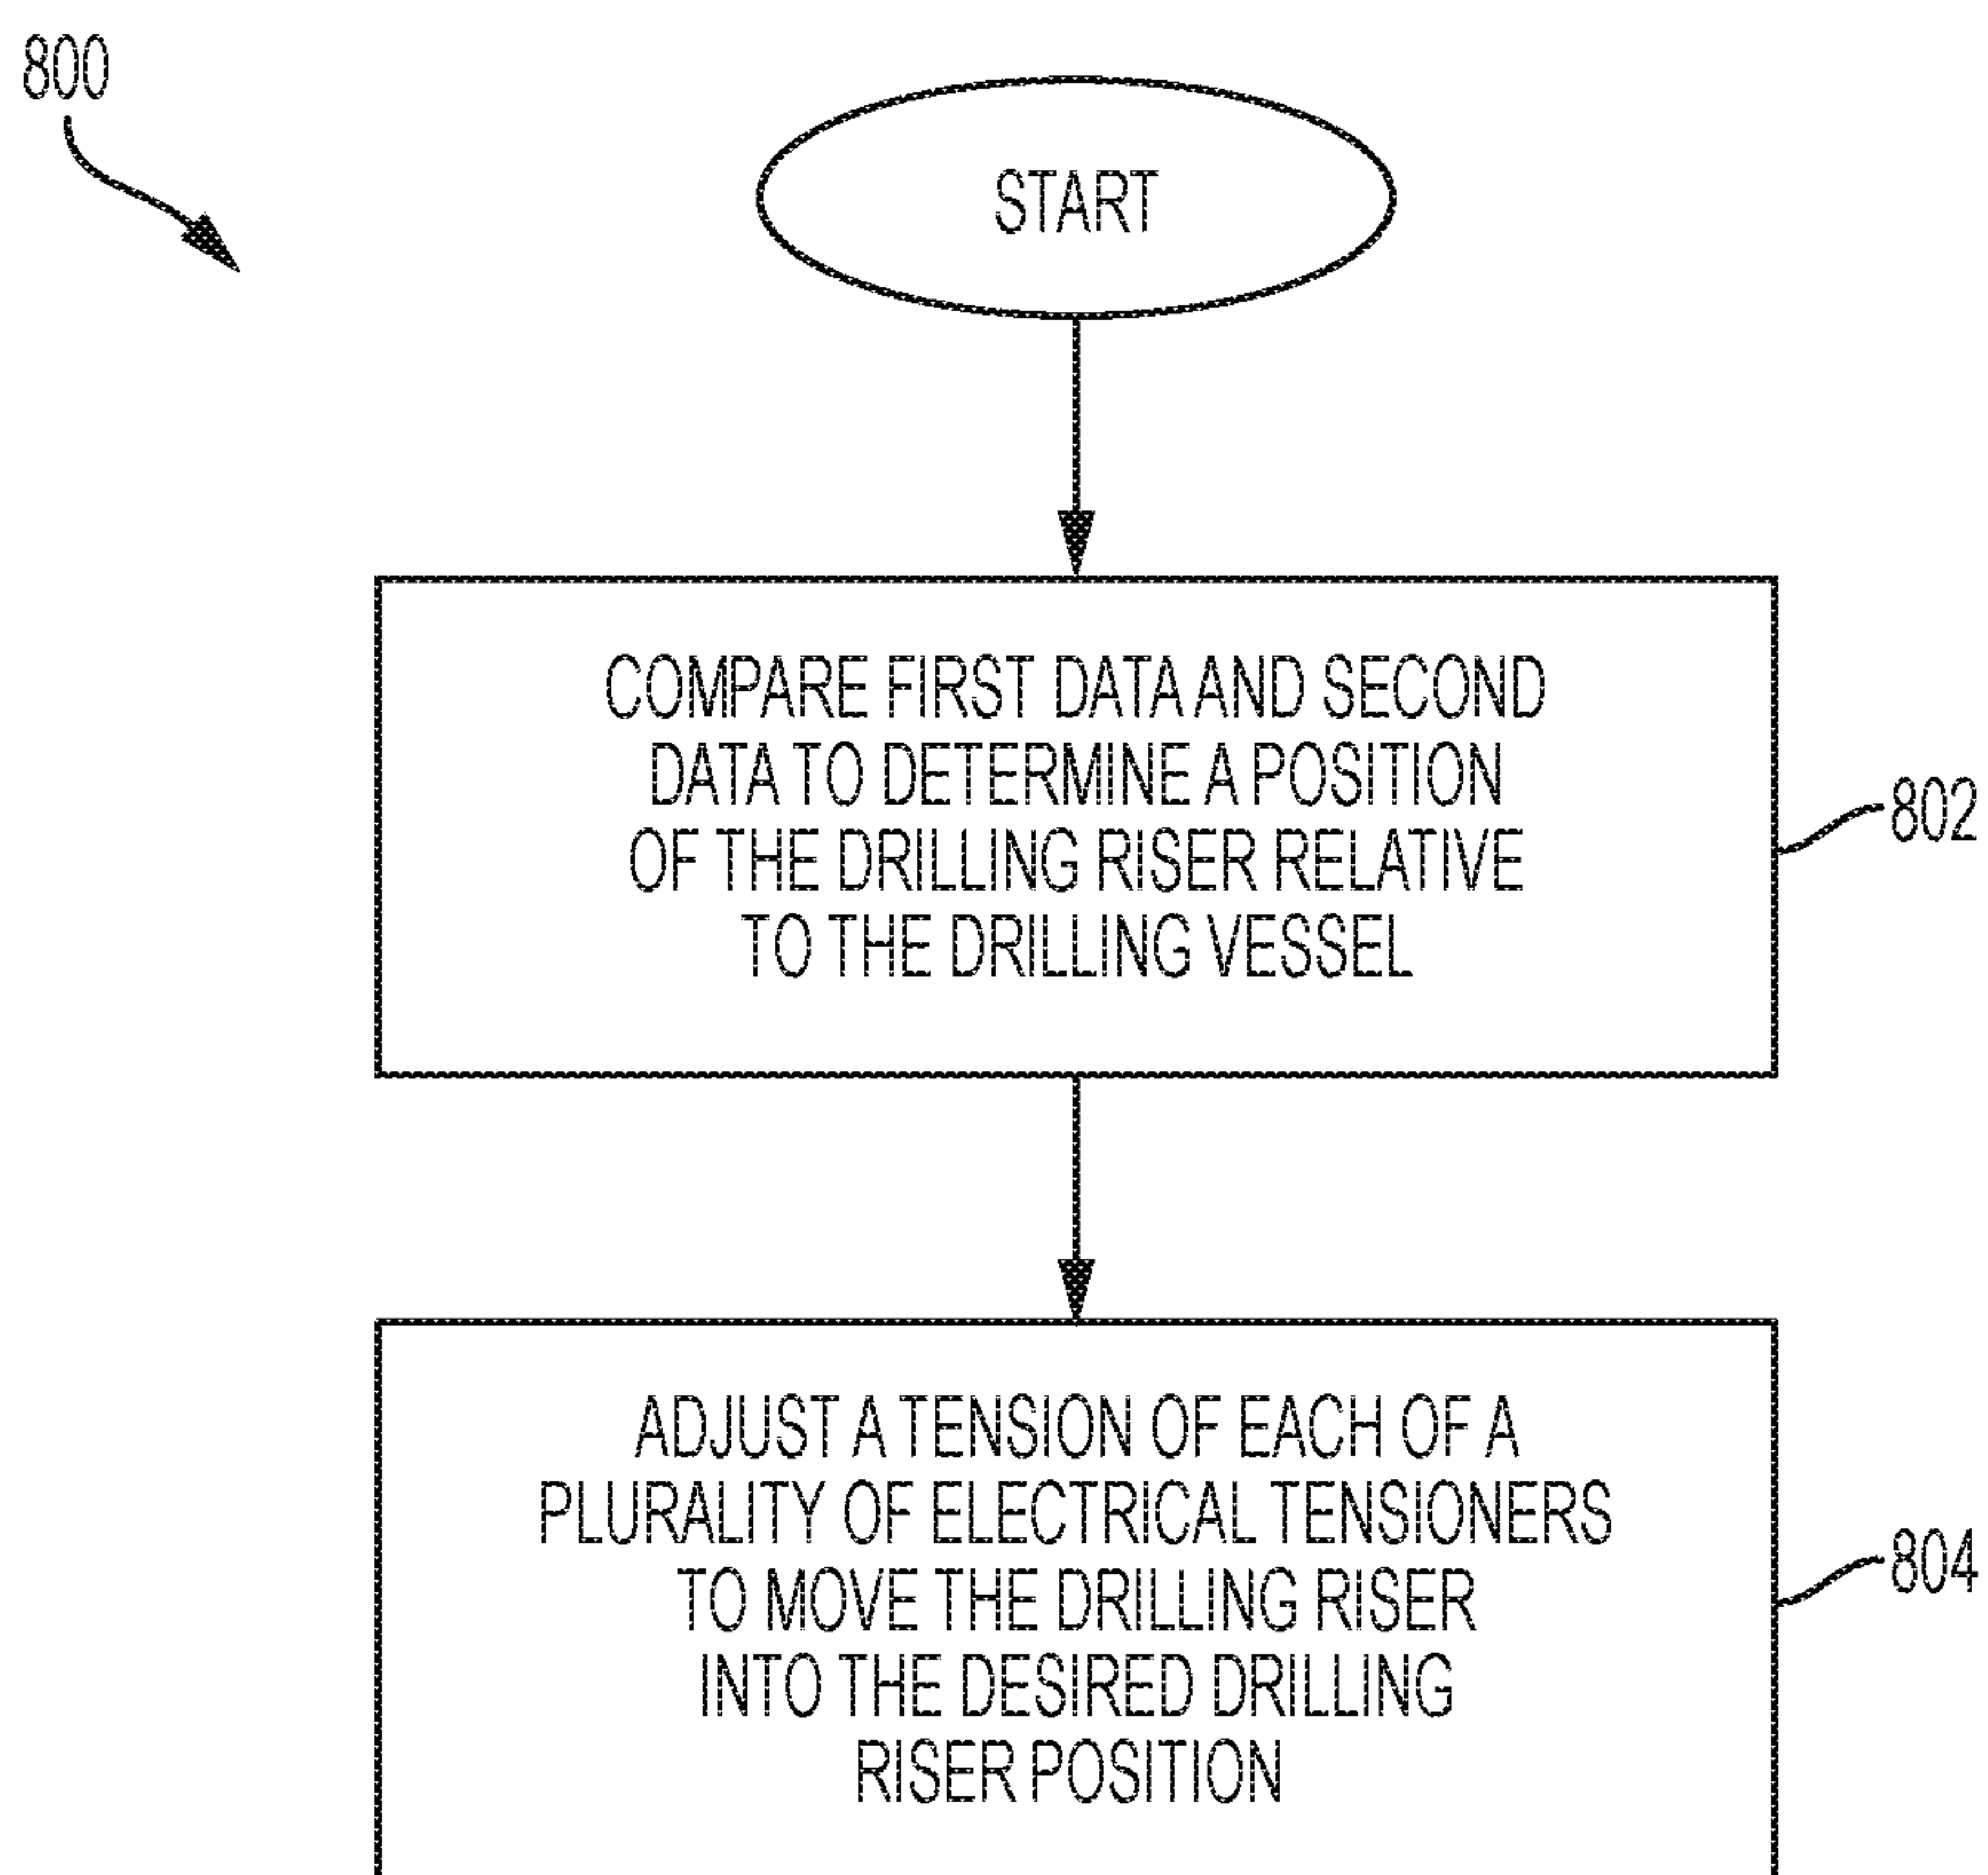 800
START
COMPARE FIRST DATA AND SECOND
DATA TO DETERMINE A POSITION
OF THE DRILLING RISER RELATIVE
TO THE DRILLING VESSEL
802
ADJUST A TENSION OF EACH OF A
PLURALITY OF ELECTRICAL TENSIONERS
TO MOVE THE DRILLING RISER
INTO THE DESIRED DRILLING
RISER POSITION
804